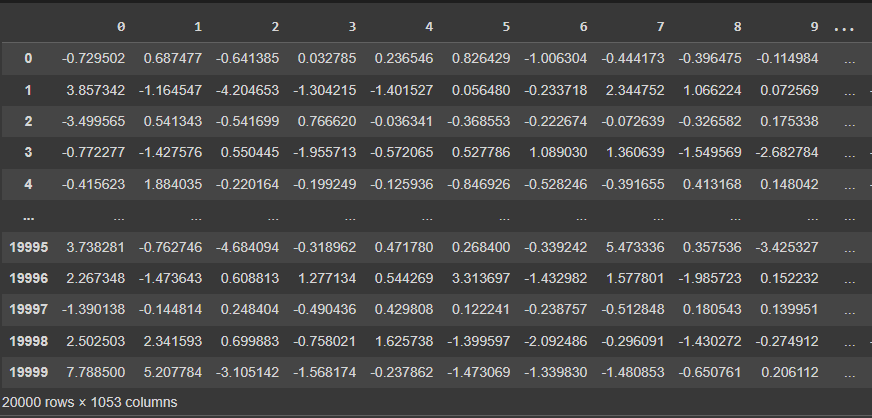 0 1 2 3 4 5 6 7 8 9 ...
0 -0.729502 0.687477 -0.641385 0.032785 0.236546 0.826429 -1.006304 -0.444173 -0.396475 -0.114984 ...
1 3.857342 -1.164547 -4.204653 -1.304215 -1.401527 0.056480 -0.233718 2.344752 1.066224 0.072569 ... -
2 -3.499565 0.541343 -0.541699 0.766620 -0.036341 -0.368553 -0.222674 -0.072639 -0.326582 0.175338 ...
3 -0.772277 -1.427576 0.550445 -1.955713 -0.572065 0.527786 1.089030 1.360639 -1.549569 -2.682784 ... -
4 -0.415623 1.884035 -0.220164 -0.199249 -0.125936 -0.846926 -0.528246 -0.391655 0.413168 0.148042 ... -
... ... ... ... ... ... ... ... ... ... ... ...
19995 3.738281 -0.762746 -4.684094 -0.318962 0.471780 0.268400 -0.339242 5.473336 0.357536 -3.425327 ...
19996 2.267348 -1.473643 0.608813 1.277134 0.544269 3.313697 -1.432982 1.577801 -1.985723 0.152232 ...
19997 -1.390138 -0.144814 0.248404 -0.490436 0.429808 0.122241 -0.238757 -0.512848 0.180543 0.139951 ...
19998 2.502503 2.341593 0.699883 -0.758021 1.625738 -1.399597 -2.092486 -0.296091 -1.430272 -0.274912 ... -
19999 7.788500 5.207784 -3.105142 -1.568174 -0.237862 -1.473069 -1.339830 -1.480853 -0.650761 0.206112 ...
20000 rows × 1053 columns